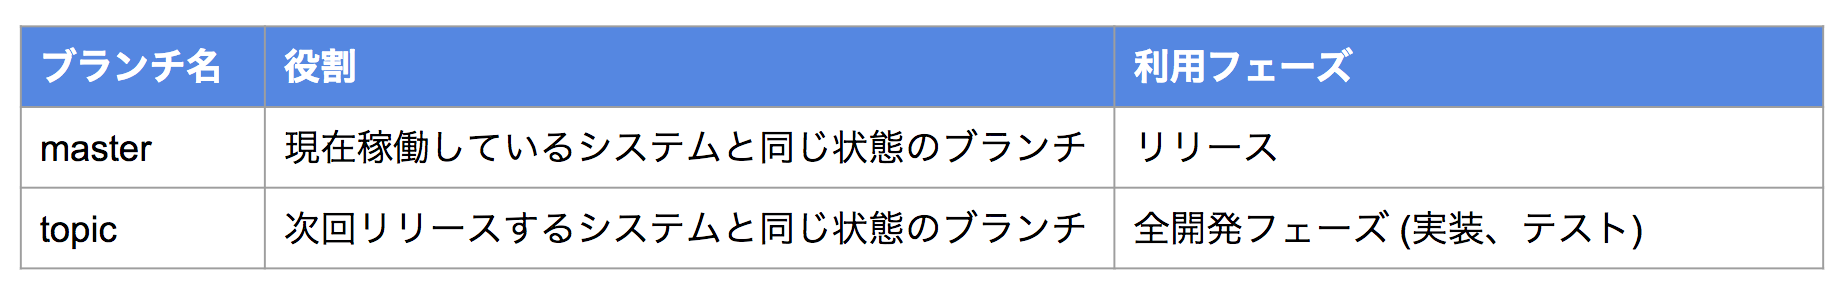 ブランチ名 役割 利用フェーズ
master 現在稼働しているシステムと同じ状態のブランチ リリース
topic 次回リリースするシステムと同じ状態のブランチ 全開発フェーズ (実装、テスト)